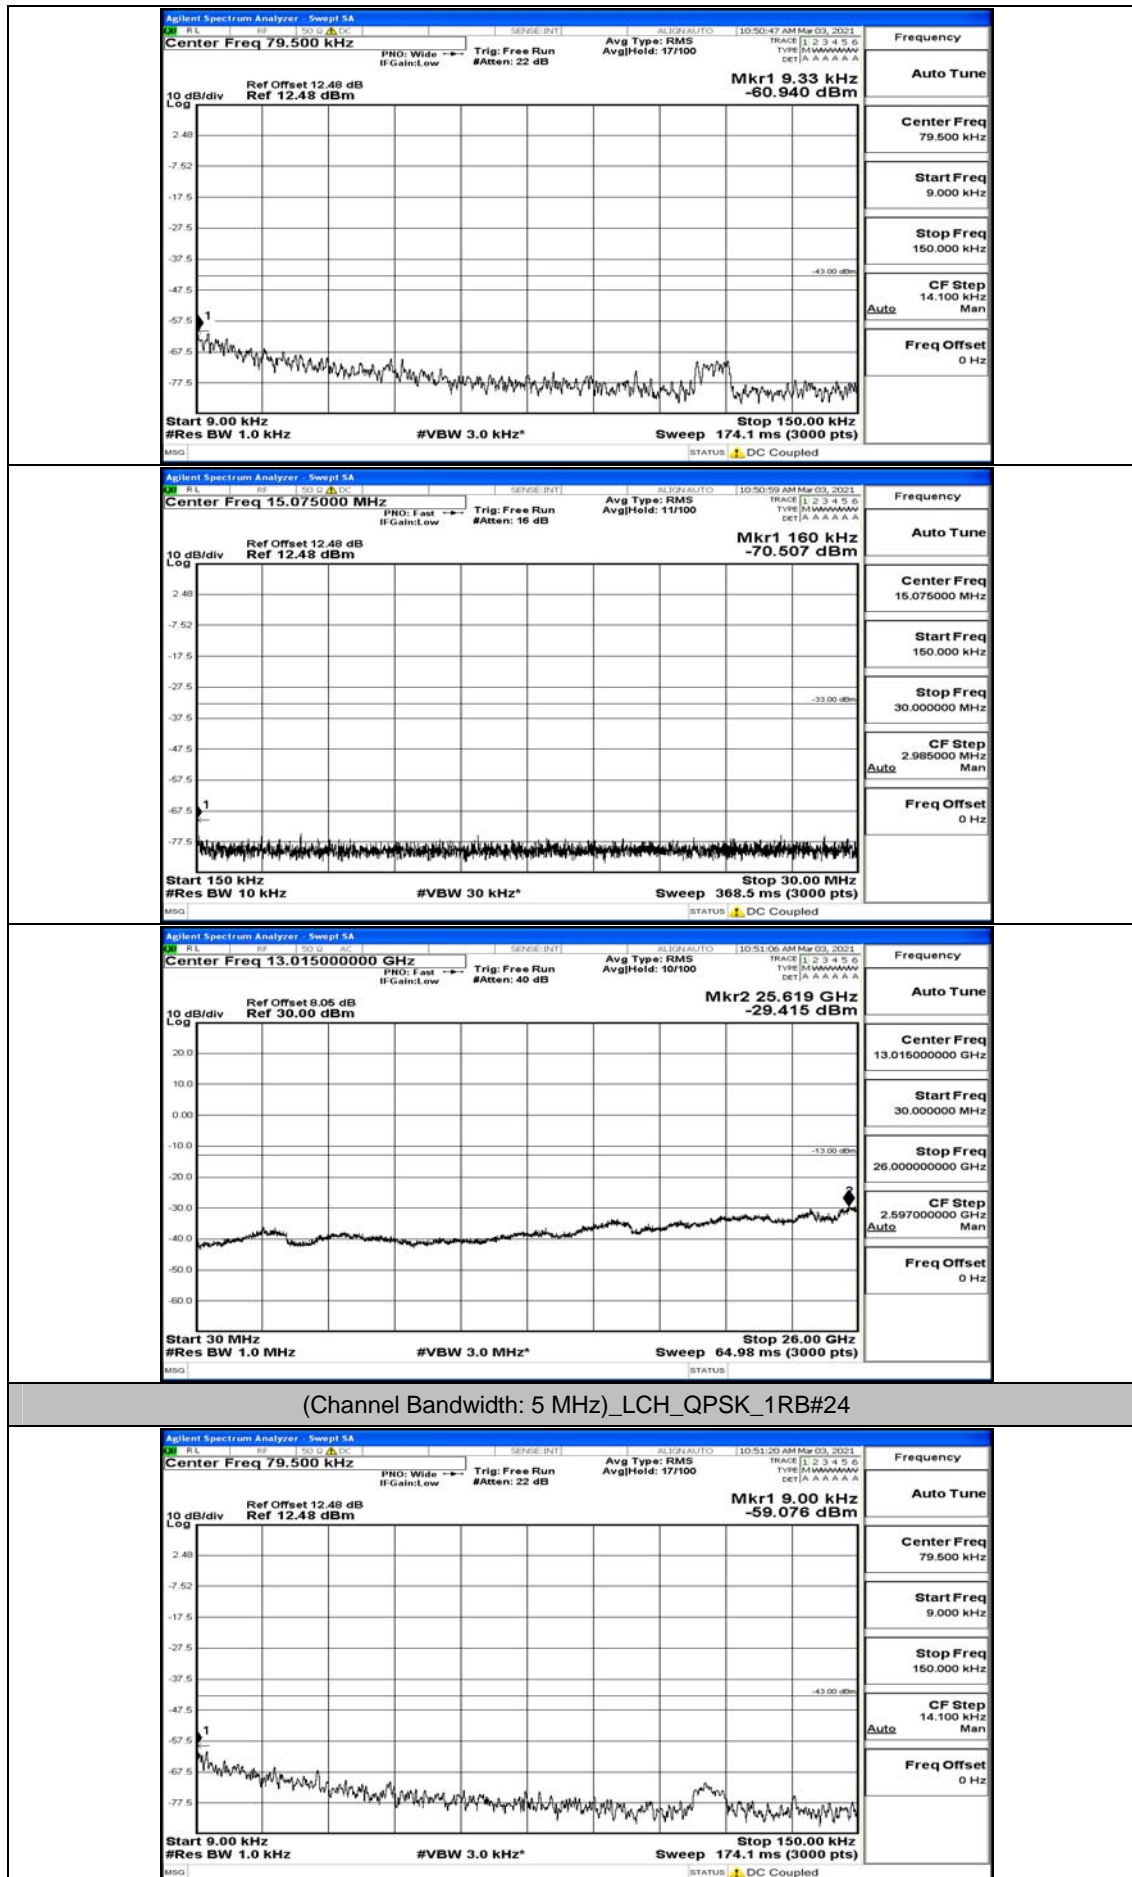 Agilent Spectrum Analyzer - Swept SA
RL RF 50 Ω DC SENSE:INT ALIGN AUTO 10:50:47 AM Mar 03, 2021
Center Freq 79.500 kHz
PNO: Wide
IFGain:Low
Trig: Free Run
#Atten: 22 dB
Avg Type: RMS
Avg|Hold: 17/100
TRACE 1 2 3 4 5 6
TYPE M W W W W W
DET A A A A A A
Ref Offset 12.48 dB
Ref 12.48 dBm
10 dB/div
Log
Mkr1 9.33 kHz
-60.940 dBm
2.48
-7.52
-17.5
-27.5
-37.5
-43.00 dBm
-47.5
-57.5
1
-67.5
-77.5
Start 9.00 kHz
Stop 150.00 kHz
#Res BW 1.0 kHz
#VBW 3.0 kHz*
Sweep 174.1 ms (3000 pts)
MSG
STATUS DC Coupled
Frequency
Auto Tune
Center Freq
79.500 kHz
Start Freq
9.000 kHz
Stop Freq
150.000 kHz
CF Step
14.100 kHz
Auto Man
Freq Offset
0 Hz
Agilent Spectrum Analyzer - Swept SA
RL RF 50 Ω DC SENSE:INT ALIGN AUTO 10:50:59 AM Mar 03, 2021
Center Freq 15.075000 MHz
PNO: Fast
IFGain:Low
Trig: Free Run
#Atten: 16 dB
Avg Type: RMS
Avg|Hold: 11/100
TRACE 1 2 3 4 5 6
TYPE M W W W W W
DET A A A A A A
Ref Offset 12.48 dB
Ref 12.48 dBm
10 dB/div
Log
Mkr1 160 kHz
-70.507 dBm
2.48
-7.52
-17.5
-27.5
-33.00 dBm
-37.5
-47.5
-57.5
-67.5
1
-77.5
Start 150 kHz
Stop 30.00 MHz
#Res BW 10 kHz
#VBW 30 kHz*
Sweep 368.5 ms (3000 pts)
MSG
STATUS DC Coupled
Frequency
Auto Tune
Center Freq
15.075000 MHz
Start Freq
150.000 kHz
Stop Freq
30.000000 MHz
CF Step
2.985000 MHz
Auto Man
Freq Offset
0 Hz
Agilent Spectrum Analyzer - Swept SA
RL RF 50 Ω AC SENSE:INT ALIGN AUTO 10:51:06 AM Mar 03, 2021
Center Freq 13.015000000 GHz
PNO: Fast
IFGain:Low
Trig: Free Run
#Atten: 40 dB
Avg Type: RMS
Avg|Hold: 10/100
TRACE 1 2 3 4 5 6
TYPE M W W W W W
DET A A A A A A
Ref Offset 8.05 dB
Ref 30.00 dBm
10 dB/div
Log
Mkr2 25.619 GHz
-29.415 dBm
20.0
10.0
0.00
-10.0
-13.00 dBm
-20.0
2
-30.0
-40.0
-50.0
-60.0
Start 30 MHz
Stop 26.00 GHz
#Res BW 1.0 MHz
#VBW 3.0 MHz*
Sweep 64.98 ms (3000 pts)
MSG
STATUS
Frequency
Auto Tune
Center Freq
13.015000000 GHz
Start Freq
30.000000 MHz
Stop Freq
26.000000000 GHz
CF Step
2.597000000 GHz
Auto Man
Freq Offset
0 Hz
(Channel Bandwidth: 5 MHz)_LCH_QPSK_1RB#24
Agilent Spectrum Analyzer - Swept SA
RL RF 50 Ω DC SENSE:INT ALIGN AUTO 10:51:20 AM Mar 03, 2021
Center Freq 79.500 kHz
PNO: Wide
IFGain:Low
Trig: Free Run
#Atten: 22 dB
Avg Type: RMS
Avg|Hold: 17/100
TRACE 1 2 3 4 5 6
TYPE M W W W W W
DET A A A A A A
Ref Offset 12.48 dB
Ref 12.48 dBm
10 dB/div
Log
Mkr1 9.00 kHz
-59.076 dBm
2.48
-7.52
-17.5
-27.5
-37.5
-43.00 dBm
-47.5
1
-57.5
-67.5
-77.5
Start 9.00 kHz
Stop 150.00 kHz
#Res BW 1.0 kHz
#VBW 3.0 kHz*
Sweep 174.1 ms (3000 pts)
MSG
STATUS DC Coupled
Frequency
Auto Tune
Center Freq
79.500 kHz
Start Freq
9.000 kHz
Stop Freq
150.000 kHz
CF Step
14.100 kHz
Auto Man
Freq Offset
0 Hz